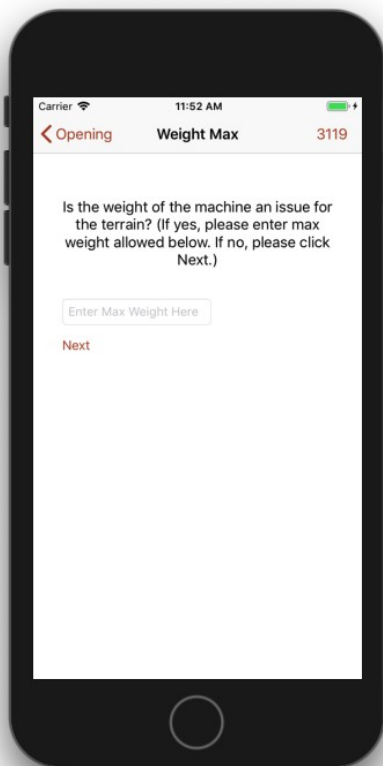 Carrier 11:52 AM
Opening Weight Max 3119
Is the weight of the machine an issue for
the terrain? (If yes, please enter max
weight allowed below. If no, please click
Next.)
Enter Max Weight Here
Next